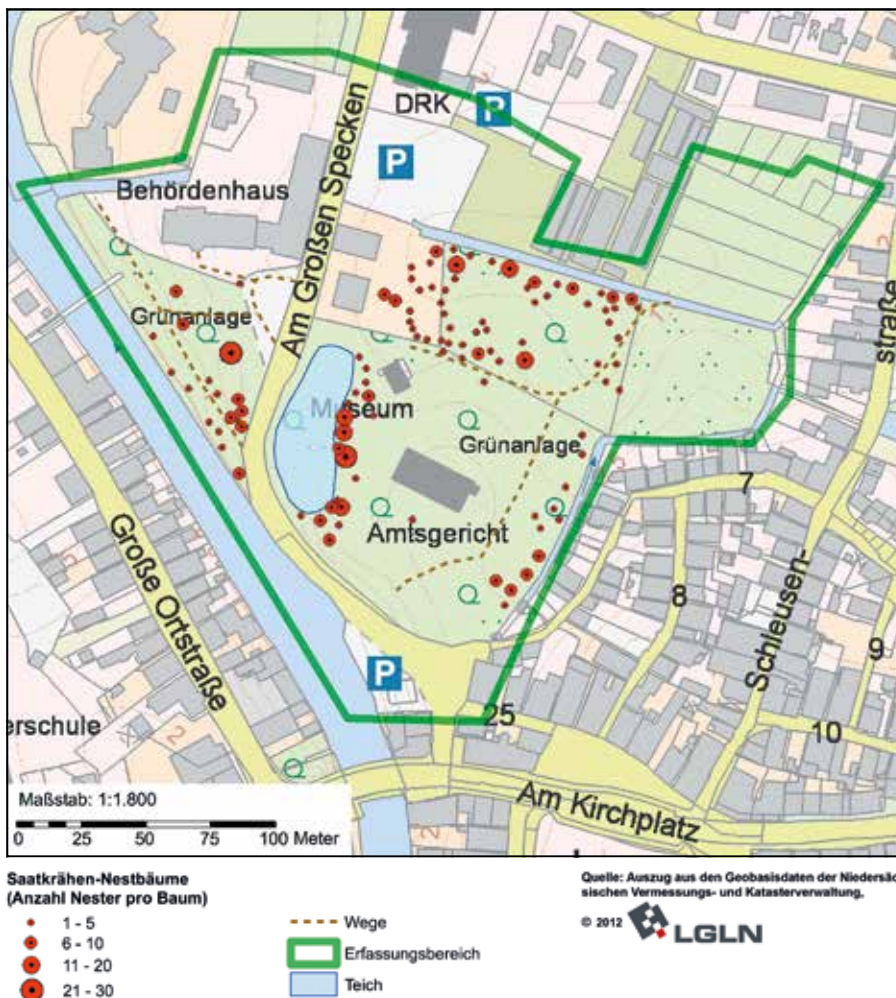 DRK
P
P
Behördenhaus
Am Großen Specken
Grünanlage
straße
Museum
Grünanlage
Amtsgericht
7
8
Schleusen-
9
Große Ortstraße
P
25
10
erschule
2
2
2
Am Kirchplatz
Maßstab: 1:1.800
0 25 50 75 100 Meter
Saatkrähen-Nestbäume
(Anzahl Nester pro Baum)
1 - 5
6 - 10
11 - 20
21 - 30
Wege
Erfassungsbereich
Teich
Quelle: Auszug aus den Geobasisdaten der Niedersäc
sischen Vermessungs- und Katasterverwaltung,
© 2012 LGLN